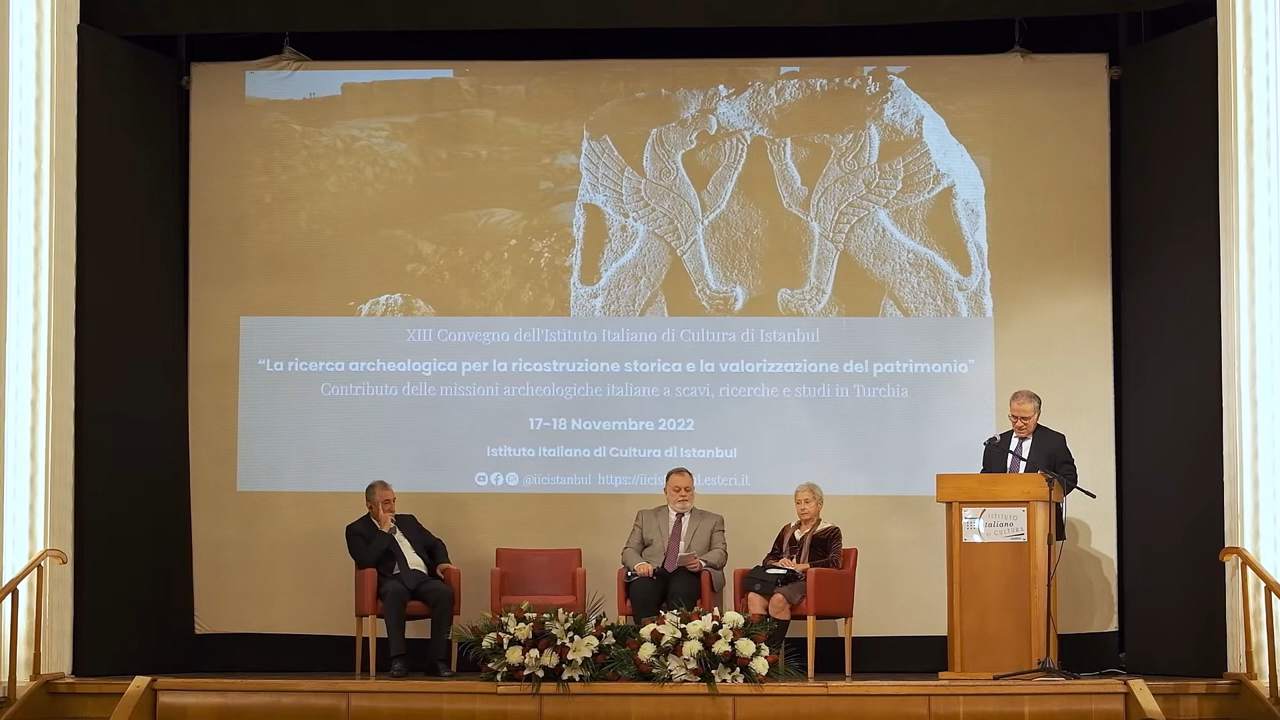 XIII Convegno dell'Istituto Italiano di Cultura di Istanbul
“La ricerca archeologica per la ricostruzione storica e la valorizzazione del patrimonio”
Contributo delle missioni archeologiche italiane a scavi, ricerche e studi in Turchia
17-18 Novembre 2022
Istituto Italiano di Cultura di Istanbul
@iicistanbul
ISTITUTO
italiano
CULTURA